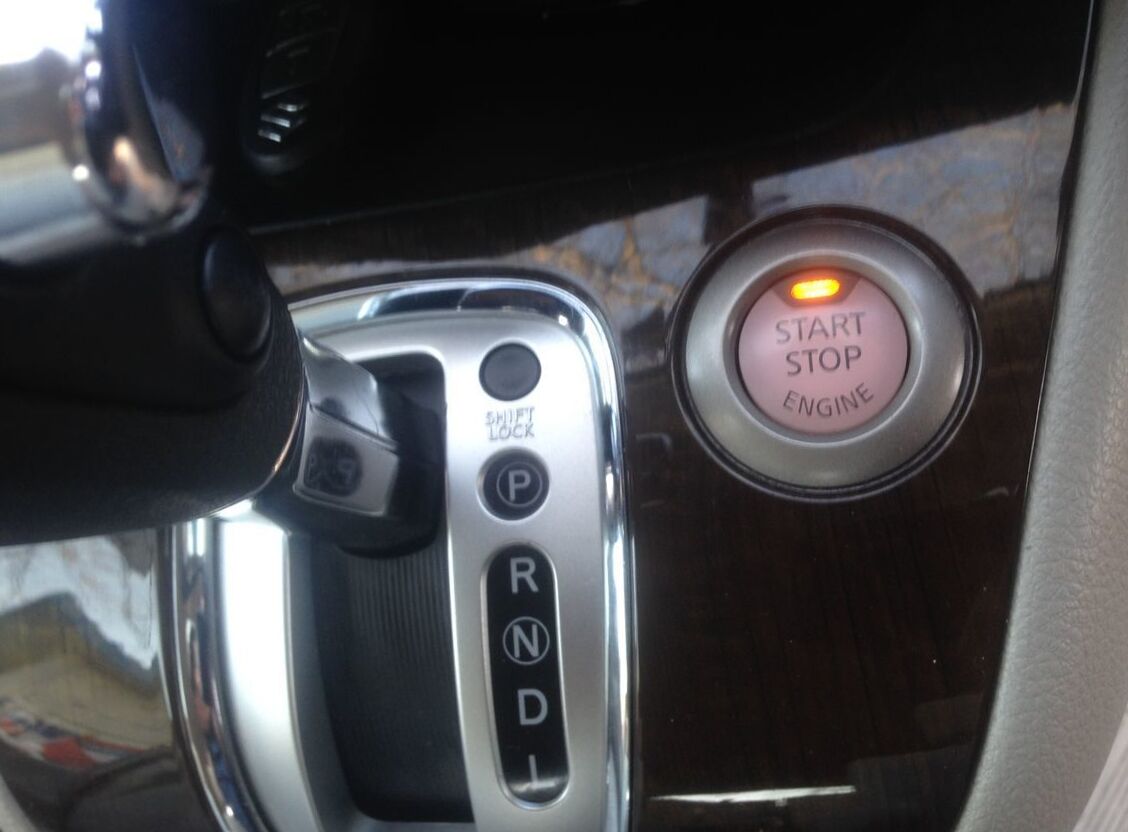 SHIFT
LOCK
P
R
N
D
L
START
STOP
ENGINE